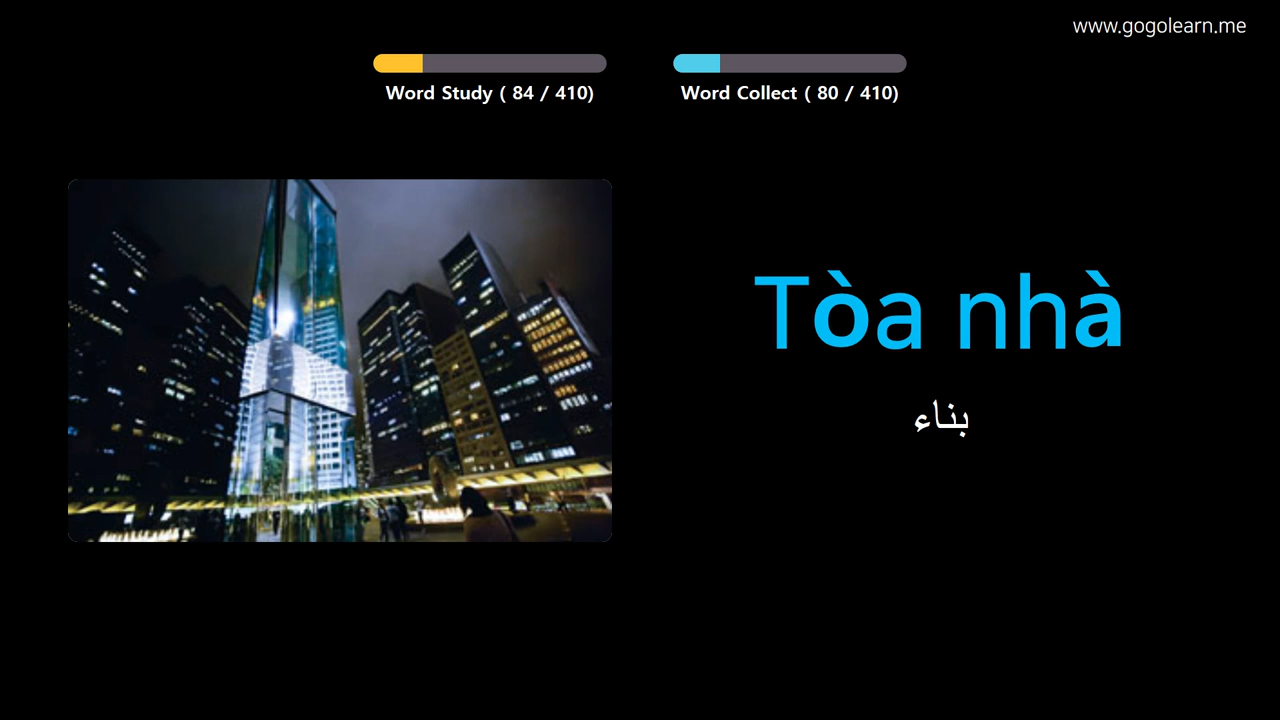 www.gogolearn.me
Word Study ( 84 / 410)
Word Collect ( 80 / 410)
Tòa nhà
بناء